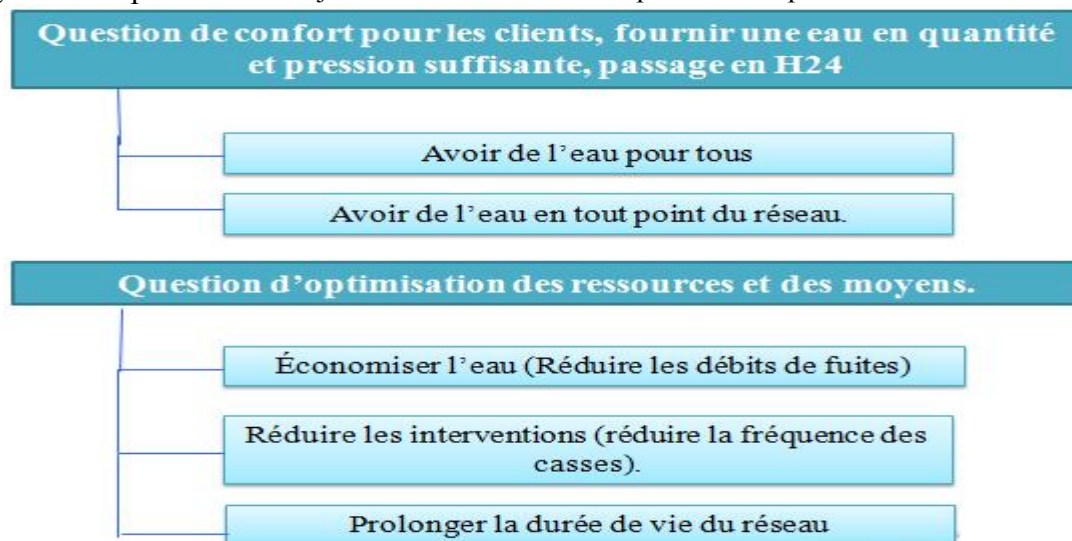 Question de confort pour les clients, fournir une eau en quantité
et pression suffisante, passage en H24
Avoir de l’eau pour tous
Avoir de l’eau en tout point du réseau.
Question d’optimisation des ressources et des moyens.
Économiser l’eau (Réduire les débits de fuites)
Réduire les interventions (réduire la fréquence des
casses).
Prolonger la durée de vie du réseau